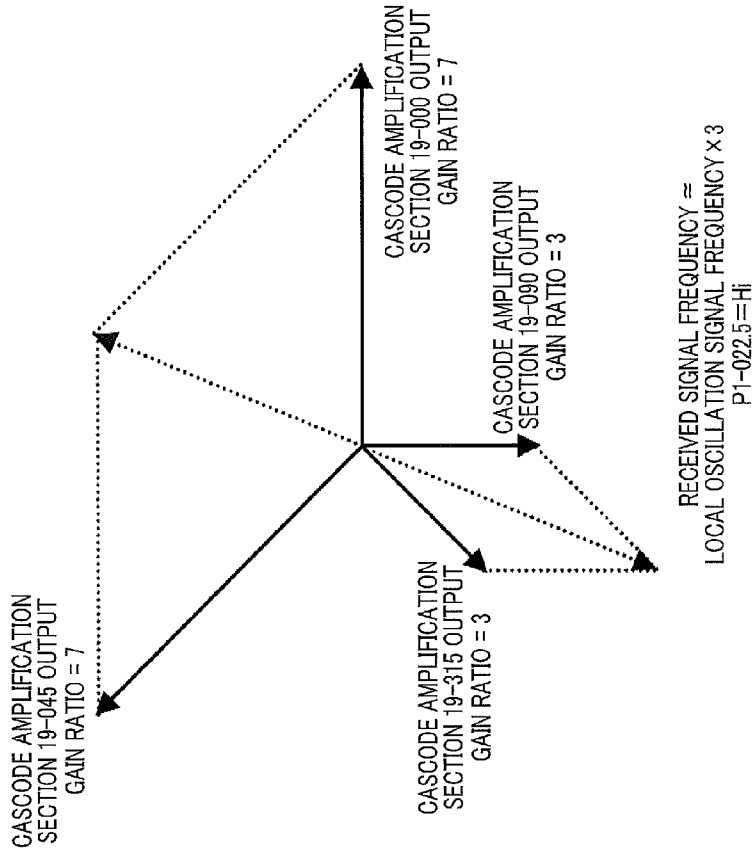 CASCODE AMPLIFICATION
SECTION 19-045 OUTPUT
GAIN RATIO = 7
CASCODE AMPLIFICATION
SECTION 19-315 OUTPUT
GAIN RATIO = 3
CASCODE AMPLIFICATION
SECTION 19-090 OUTPUT
GAIN RATIO = 3
CASCODE AMPLIFICATION
SECTION 19-000 OUTPUT
GAIN RATIO = 7
RECEIVED SIGNAL FREQUENCY ≈
LOCAL OSCILLATION SIGNAL FREQUENCY×3
P1-022.5=Hi